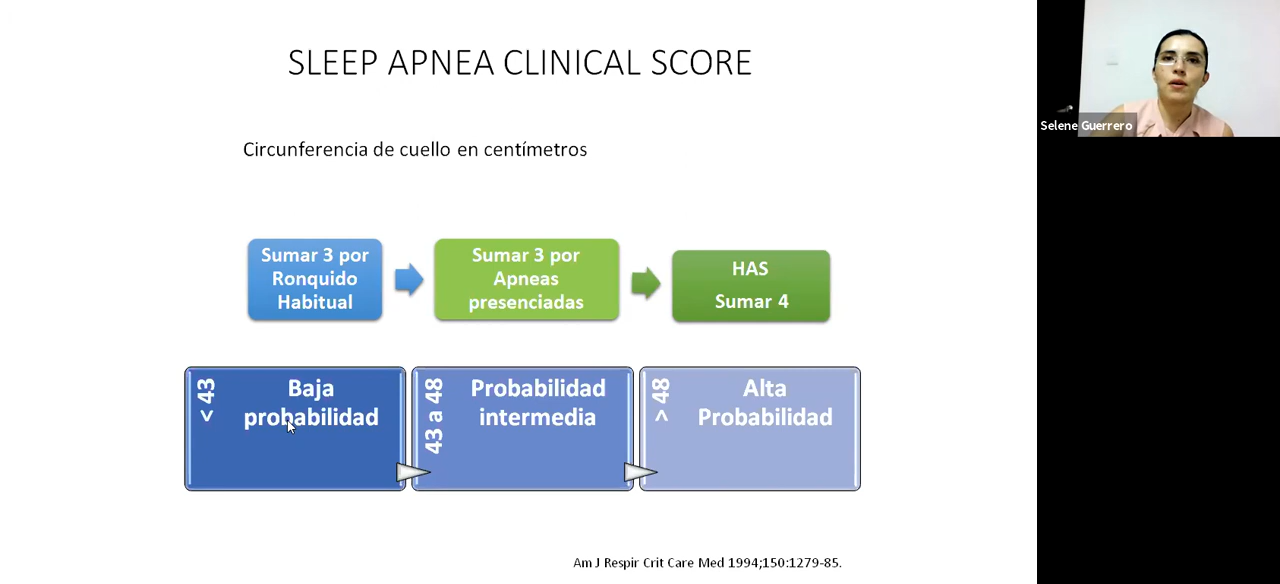 SLEEP APNEA CLINICAL SCORE
Selene Guerrero
Circunferencia de cuello en centímetros
Sumar 3 por
Ronquido
Habitual
Sumar 3 por
Apneas
presenciadas
HAS
Sumar 4
< 43
Baja
probabilidad
43 a 48
Probabilidad
intermedia
> 48
Alta
Probabilidad
Am J Respir Crit Care Med 1994;150:1279-85.